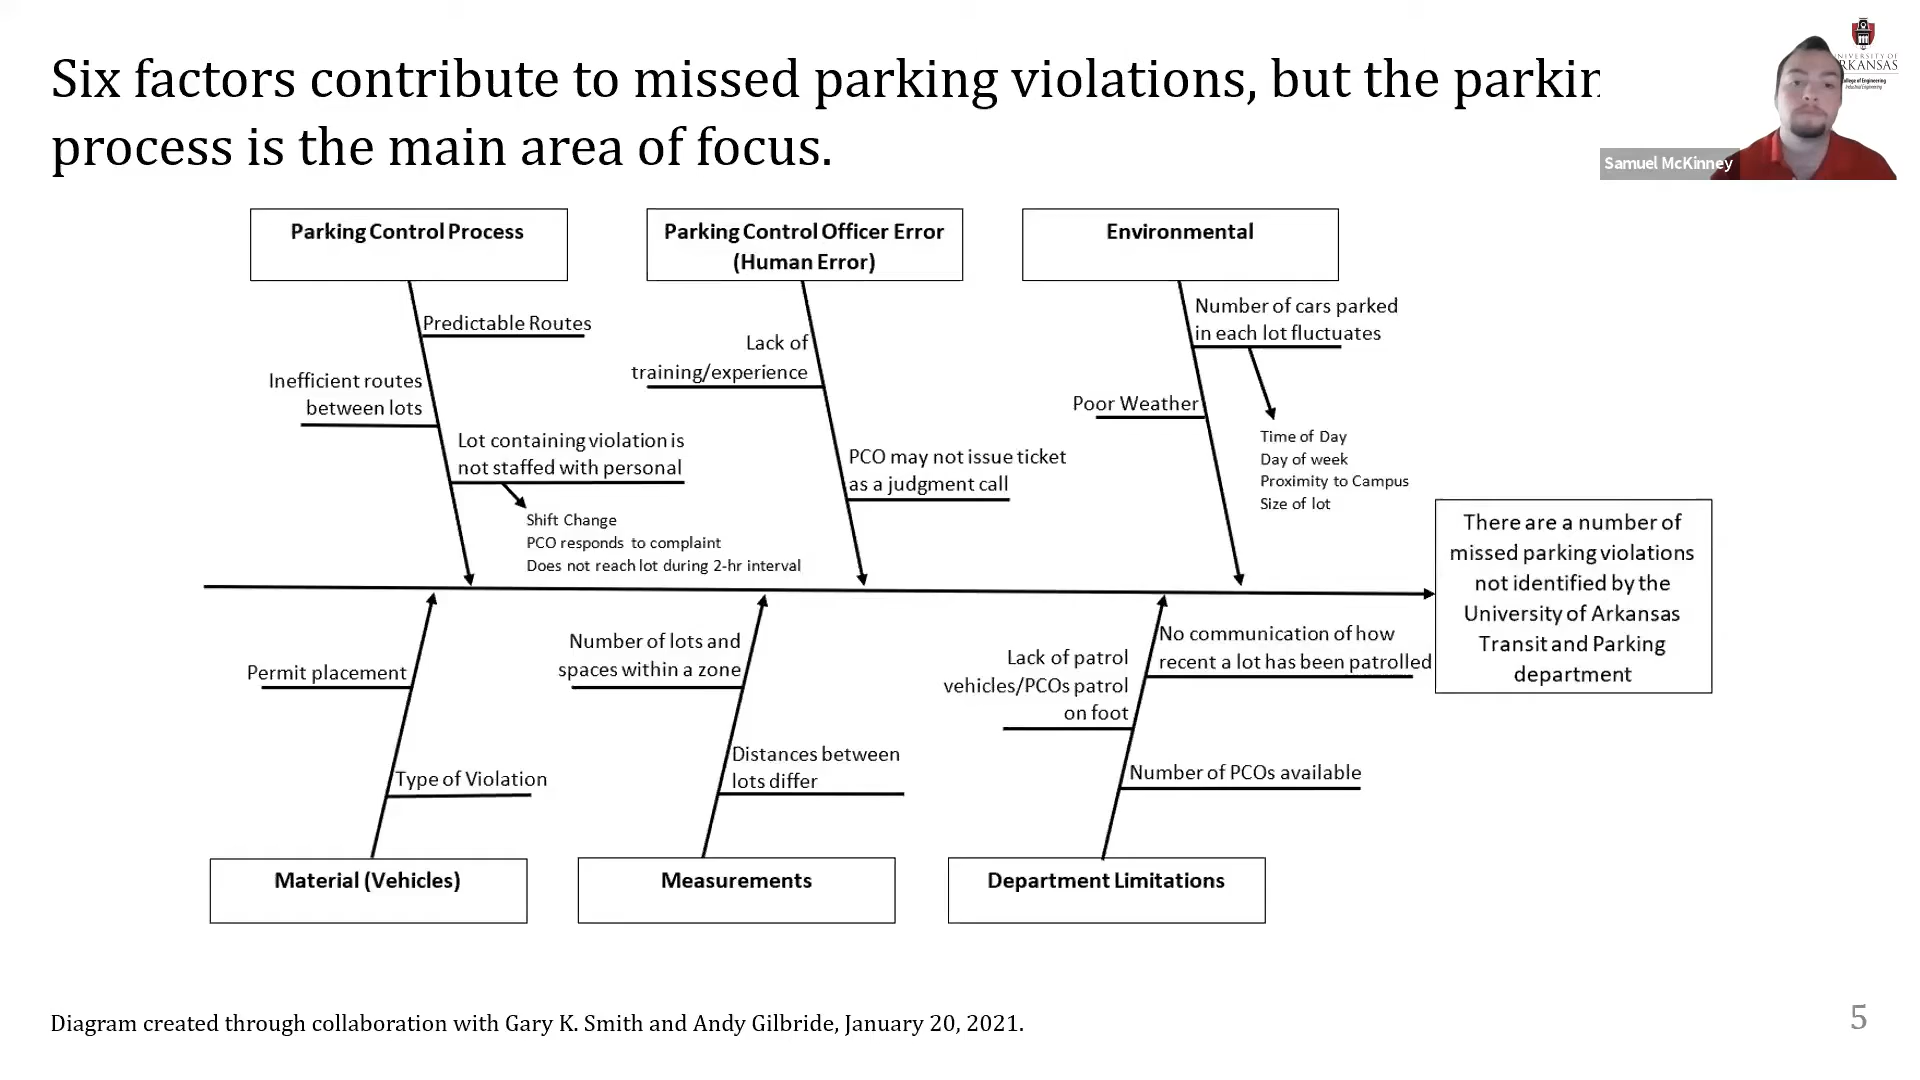 Six factors contribute to missed parking violations, but the parkin
process is the main area of focus.
UNIVERSITY OF
ARKANSAS
College of Engineering
Industrial Engineering
Samuel McKinney
Parking Control Process
Parking Control Officer Error
(Human Error)
Environmental
Predictable Routes
Inefficient routes
between lots
Lot containing violation is
not staffed with personal
Shift Change
PCO responds to complaint
Does not reach lot during 2-hr interval
Lack of
training/experience
PCO may not issue ticket
as a judgment call
Number of cars parked
in each lot fluctuates
Poor Weather
Time of Day
Day of week
Proximity to Campus
Size of lot
There are a number of
missed parking violations
not identified by the
University of Arkansas
Transit and Parking
department
Permit placement
Type of Violation
Number of lots and
spaces within a zone
Distances between
lots differ
Lack of patrol
vehicles/PCOs patrol
on foot
No communication of how
recent a lot has been patrolled
Number of PCOs available
Material (Vehicles)
Measurements
Department Limitations
Diagram created through collaboration with Gary K. Smith and Andy Gilbride, January 20, 2021.
5